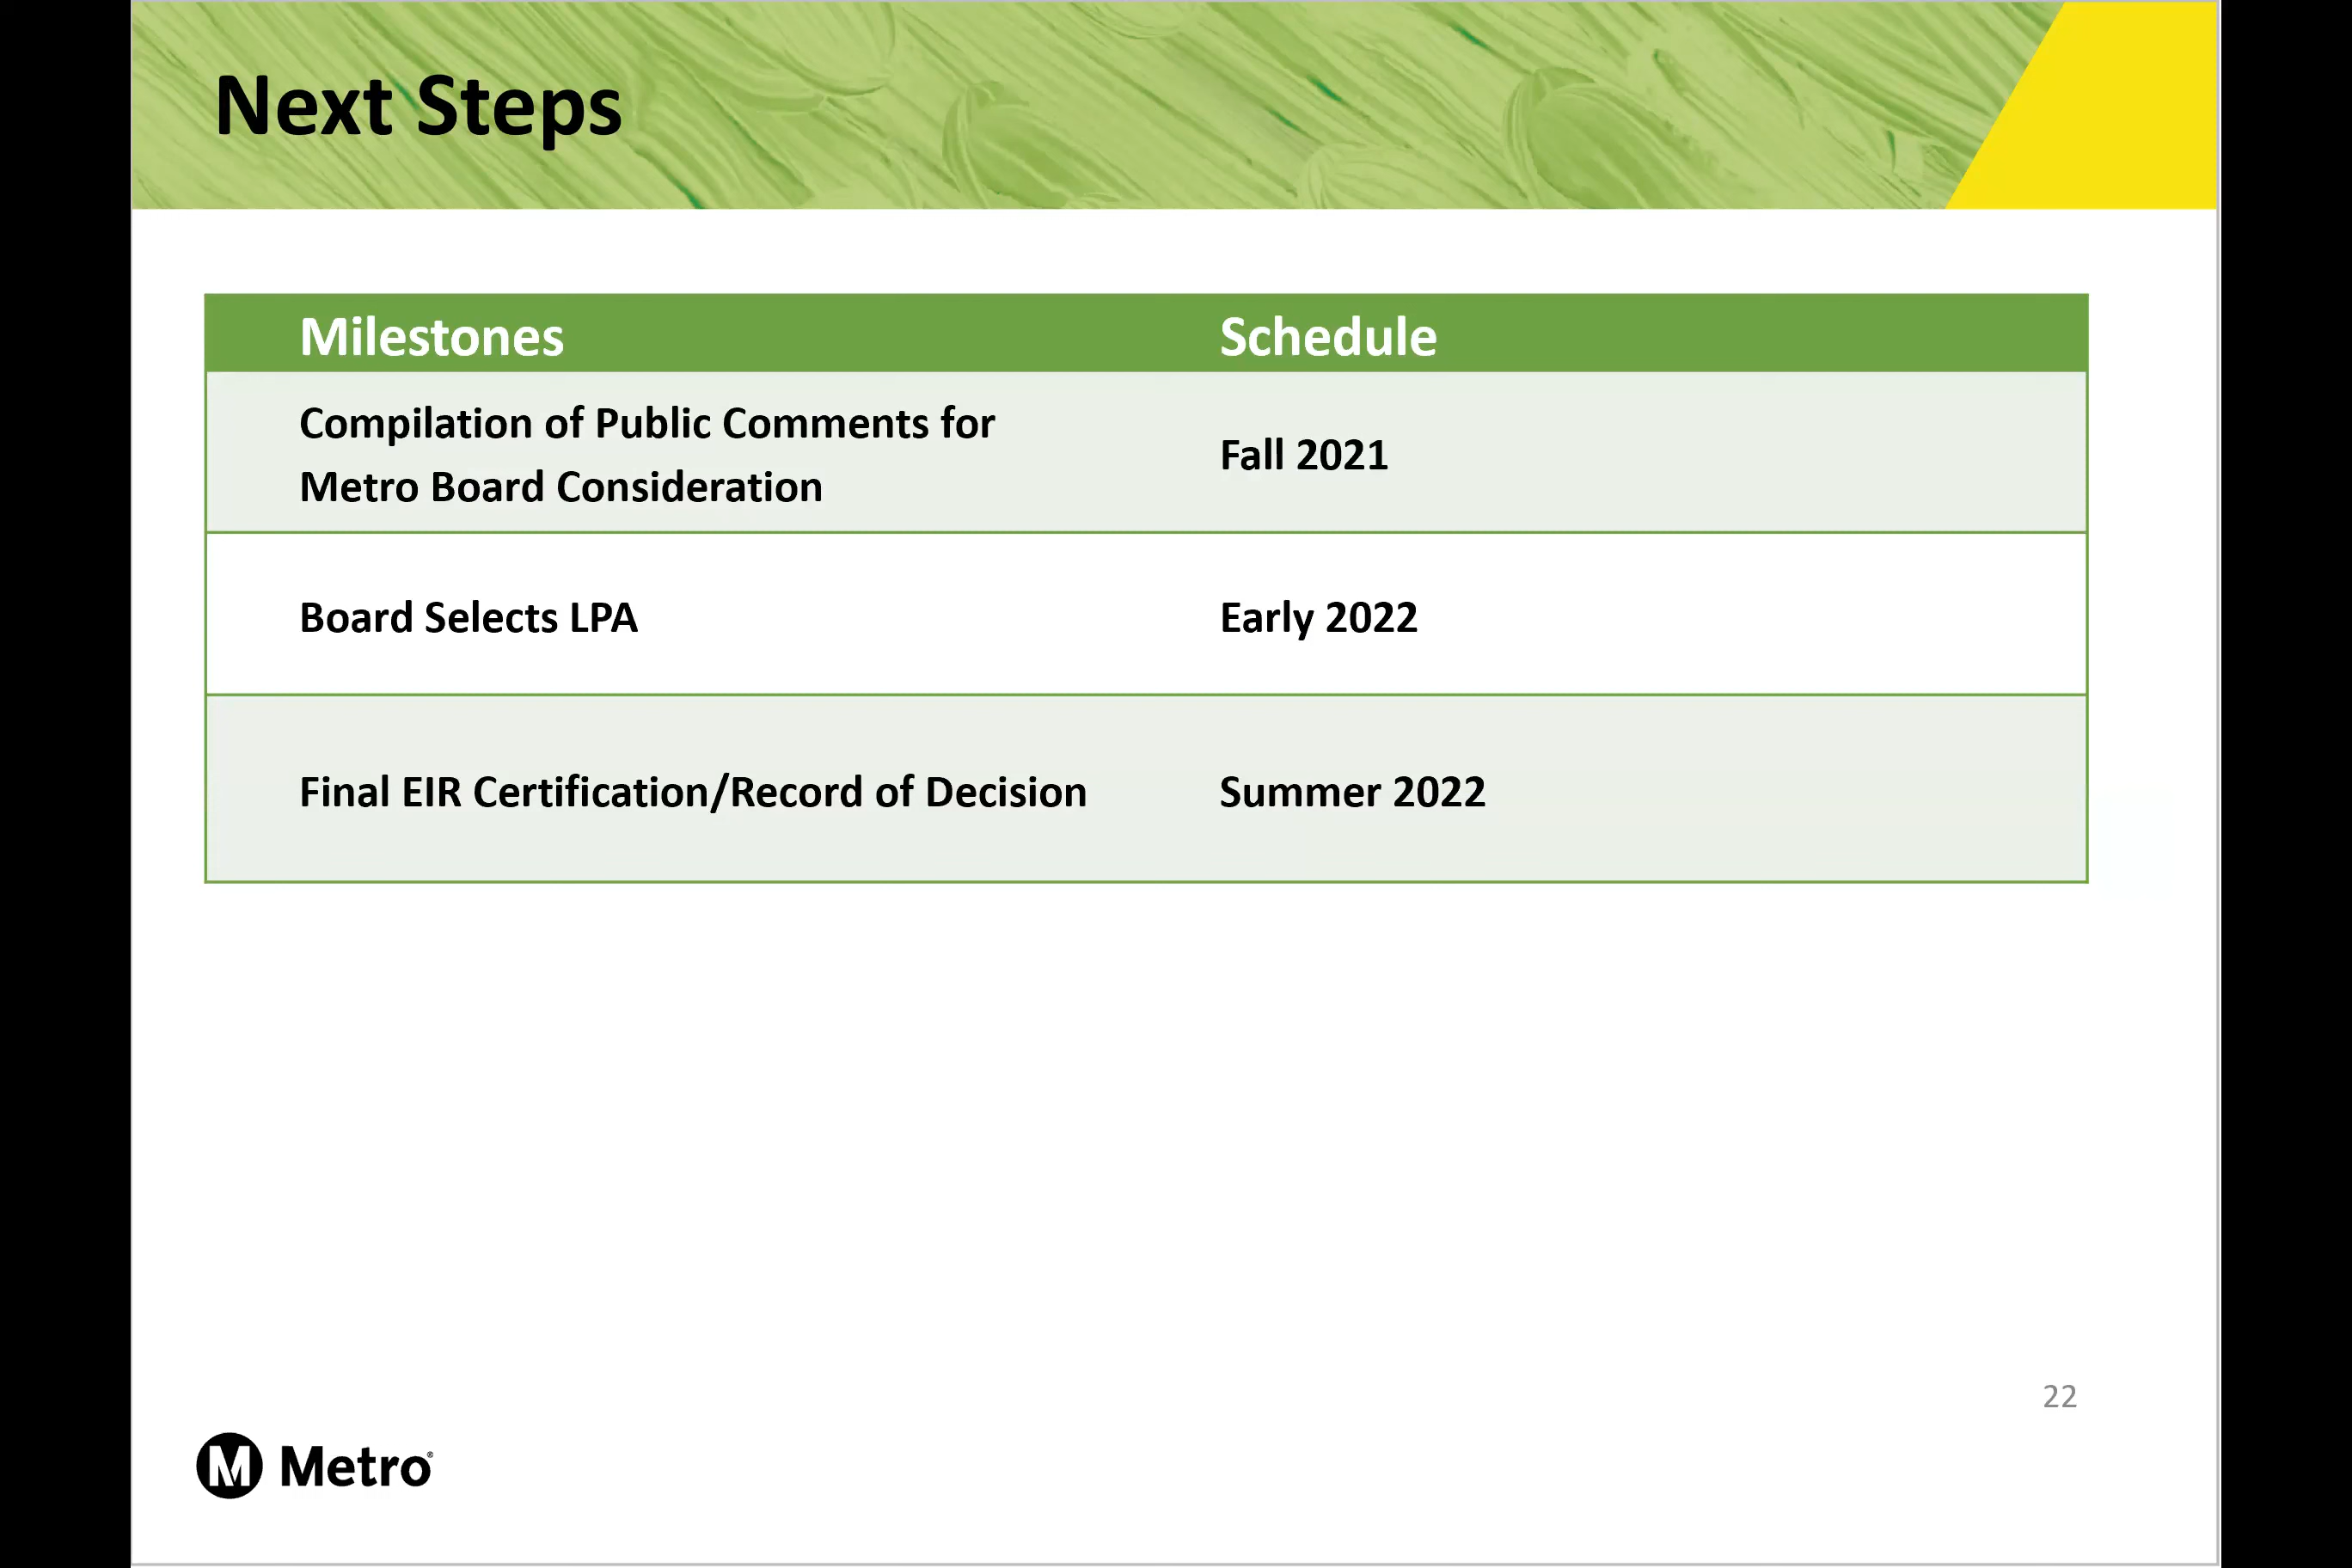 Next Steps
Milestones Schedule
Compilation of Public Comments for
Metro Board Consideration
Fall 2021
Board Selects LPA Early 2022
Final EIR Certification/Record of Decision Summer 2022
22
M Metro®